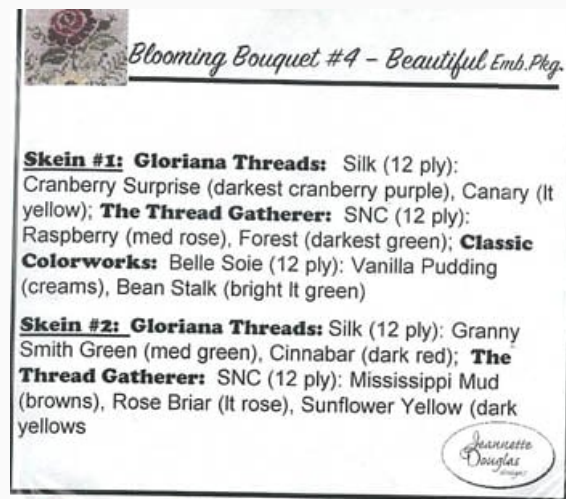 Blooming Bouquet #4 – Beautiful Emb.Pkg.
Skein #1: Gloriana Threads: Silk (12 ply):
Cranberry Surprise (darkest cranberry purple), Canary (lt
yellow); The Thread Gatherer: SNC (12 ply):
Raspberry (med rose), Forest (darkest green); Classic
Colorworks: Belle Soie (12 ply): Vanilla Pudding
(creams), Bean Stalk (bright lt green)
Skein #2: Gloriana Threads: Silk (12 ply): Granny
Smith Green (med green), Cinnabar (dark red); The
Thread Gatherer: SNC (12 ply): Mississippi Mud
(browns), Rose Briar (lt rose), Sunflower Yellow (dark
yellows
Jeannette
Douglas
designs